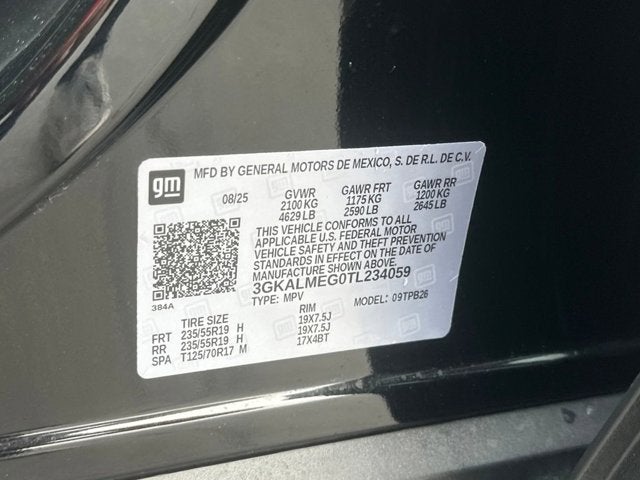 gm
MFD BY GENERAL MOTORS DE MEXICO, S. DE R.L. DE C.V.
08/25 GVWR GAWR FRT GAWR RR
2100 KG 1175 KG 1200 KG
4629 LB 2590 LB 2645 LB
THIS VEHICLE CONFORMS TO ALL
APPLICABLE U.S. FEDERAL MOTOR
VEHICLE SAFETY AND THEFT PREVENTION
STANDARDS IN EFFECT ON THE DATE OF
MANUFACTURE SHOWN ABOVE.
3GKALMEG0TL234059
384A TYPE: MPV MODEL: 09TPB26
TIRE SIZE RIM
FRT 235/55R19 H 19X7.5J
RR 235/55R19 H 19X7.5J
SPA T125/70R17 M 17X4BT